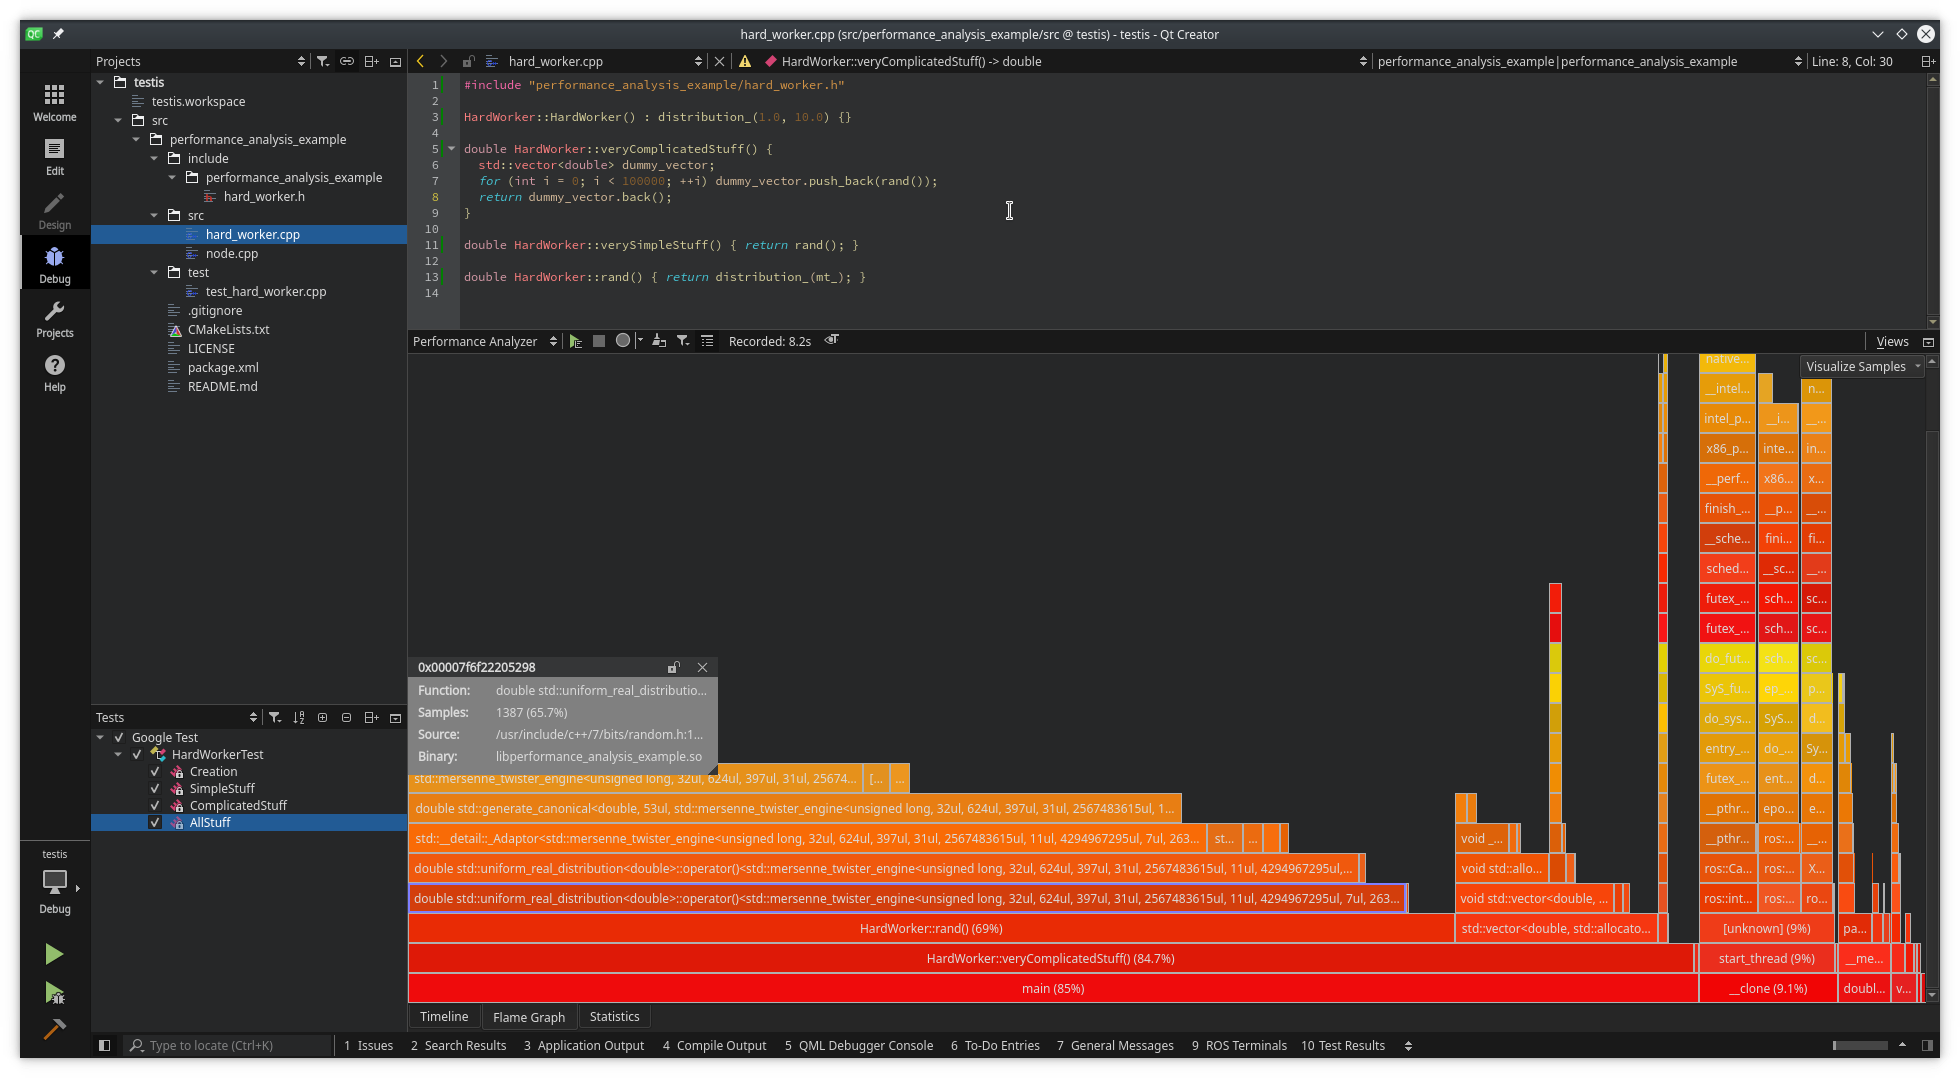 hard_worker.cpp (src/performance_analysis_example/src @ testis) - testis - Qt Creator
Projects
hard_worker.cpp
HardWorker::veryComplicatedStuff() -> double
performance_analysis_example|performance_analysis_example
Line: 8, Col: 30
Welcome
Edit
Design
Debug
Projects
Help
testis
testis.workspace
src
performance_analysis_example
include
performance_analysis_example
hard_worker.h
src
hard_worker.cpp
node.cpp
test
test_hard_worker.cpp
.gitignore
CMakeLists.txt
LICENSE
package.xml
README.md
1 #include "performance_analysis_example/hard_worker.h"
2
3 HardWorker::HardWorker() : distribution_(1.0, 10.0) {}
4
5 double HardWorker::veryComplicatedStuff() {
6 std::vector<double> dummy_vector;
7 for (int i = 0; i < 100000; ++i) dummy_vector.push_back(rand());
8 return dummy_vector.back();
9 }
10
11 double HardWorker::verySimpleStuff() { return rand(); }
12
13 double HardWorker::rand() { return distribution_(mt_); }
14
Performance Analyzer
Recorded: 8.2s
Views
Visualize Samples
native...
__intel... n...
intel_p... __i... __...
x86_p... inte... in...
__perf... x86... x...
finish_... __p... __...
__sche... fini... fi...
sched... __sc... __...
futex_... sch... sc...
futex_... sch... sc...
do_fut... sch... sc...
SyS_fu... ep_... p...
do_sys... SyS... d...
entry_... do_... Sy...
0x00007f6f22205298
Function: double std::uniform_real_distributio...
Samples: 1387 (65.7%)
Source: /usr/include/c++/7/bits/random.h:1...
Binary: libperformance_analysis_example.so
std::mersenne_twister_engine<unsigned long, 32ul, 624ul, 397ul, 31ul, 25674... [... ... futex_... ent... d...
double std::generate_canonical<double, 53ul, std::mersenne_twister_engine<unsigned long, 32ul, 624ul, 397ul, 31ul, 2567483615ul, 1... __pthr... epo... e...
std::__detail::_Adaptor<std::mersenne_twister_engine<unsigned long, 32ul, 624ul, 397ul, 31ul, 2567483615ul, 11ul, 4294967295ul, 7ul, 263... st... ... void _... __pthr... ros:... __...
double std::uniform_real_distribution<double>::operator()<std::mersenne_twister_engine<unsigned long, 32ul, 624ul, 397ul, 31ul, 2567483615ul, 11ul, 4294967295ul,... void std::allo... ros::Ca... ros:... X...
double std::uniform_real_distribution<double>::operator()<std::mersenne_twister_engine<unsigned long, 32ul, 624ul, 397ul, 31ul, 2567483615ul, 11ul, 4294967295ul, 7ul, 263... void std::vector<double, ... ros::int... ros:... ro...
HardWorker::rand() (69%) std::vector<double, std::allocato... [unknown] (9%) pa...
HardWorker::veryComplicatedStuff() (84.7%) start_thread (9%) __me...
main (85%) __clone (9.1%) doubl... v...
Timeline
Flame Graph
Statistics
Tests
Google Test
HardWorkerTest
Creation
SimpleStuff
ComplicatedStuff
AllStuff
testis
Debug
Type to locate (Ctrl+K)
1 Issues
2 Search Results
3 Application Output
4 Compile Output
5 QML Debugger Console
6 To-Do Entries
7 General Messages
9 ROS Terminals
10 Test Results